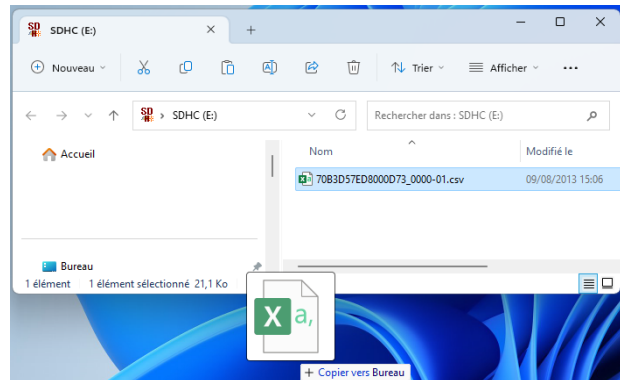 SDHC (E:)
Nouveau
Trier
Afficher
SDHC (E:)
Rechercher dans : SDHC (E:)
Accueil
Nom
Modifié le
70B3D57ED8000D73_0000-01.csv
09/08/2013 15:06
Bureau
1 élément
1 élément sélectionné 21,1 Ko
X a,
+ Copier vers Bureau